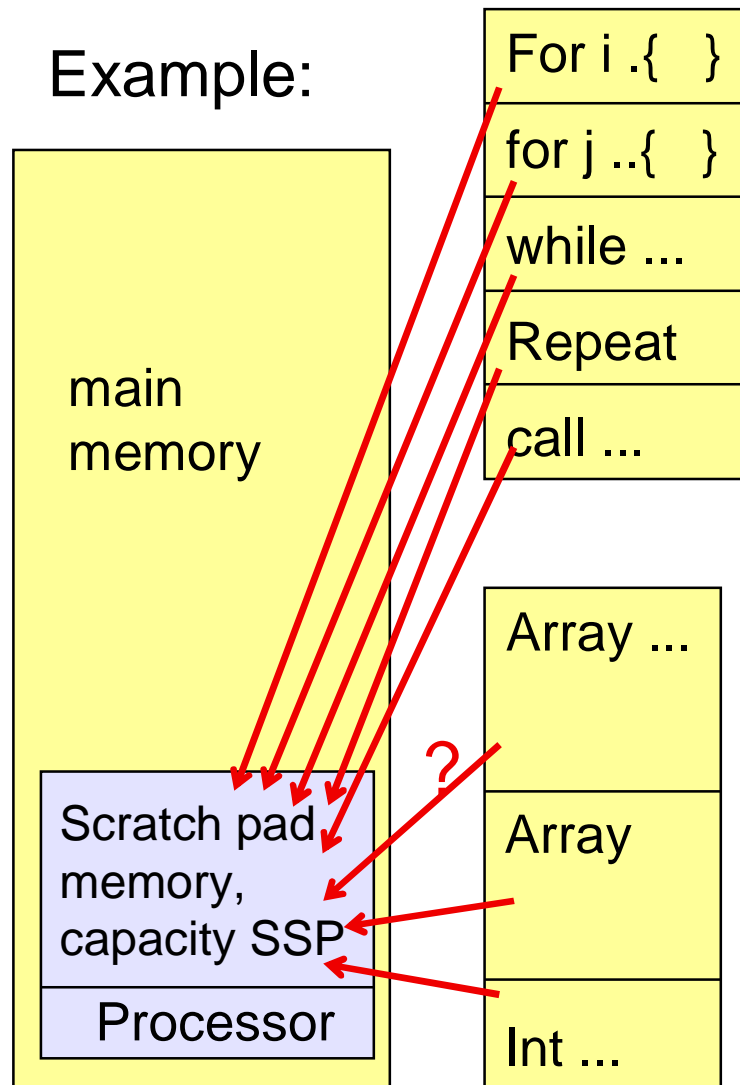 Example:
For i .{ }
for j ..{ }
while ...
Repeat
call ...
main
memory
Array ...
?
Array
Int ...
Scratch pad
memory,
capacity SSP
Processor